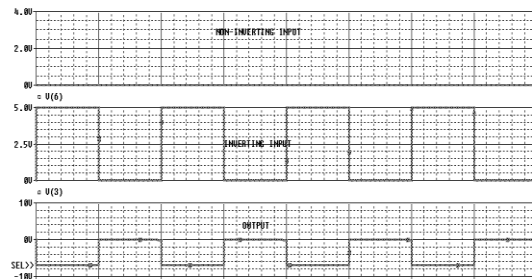 4.0V
NON-INVERTING INPUT
2.0V
0V
▫ V(6)
5.0V
2.5V
INVERTING INPUT
0V
▫ V(3)
10V
OUTPUT
0V
SEL>>
-10V